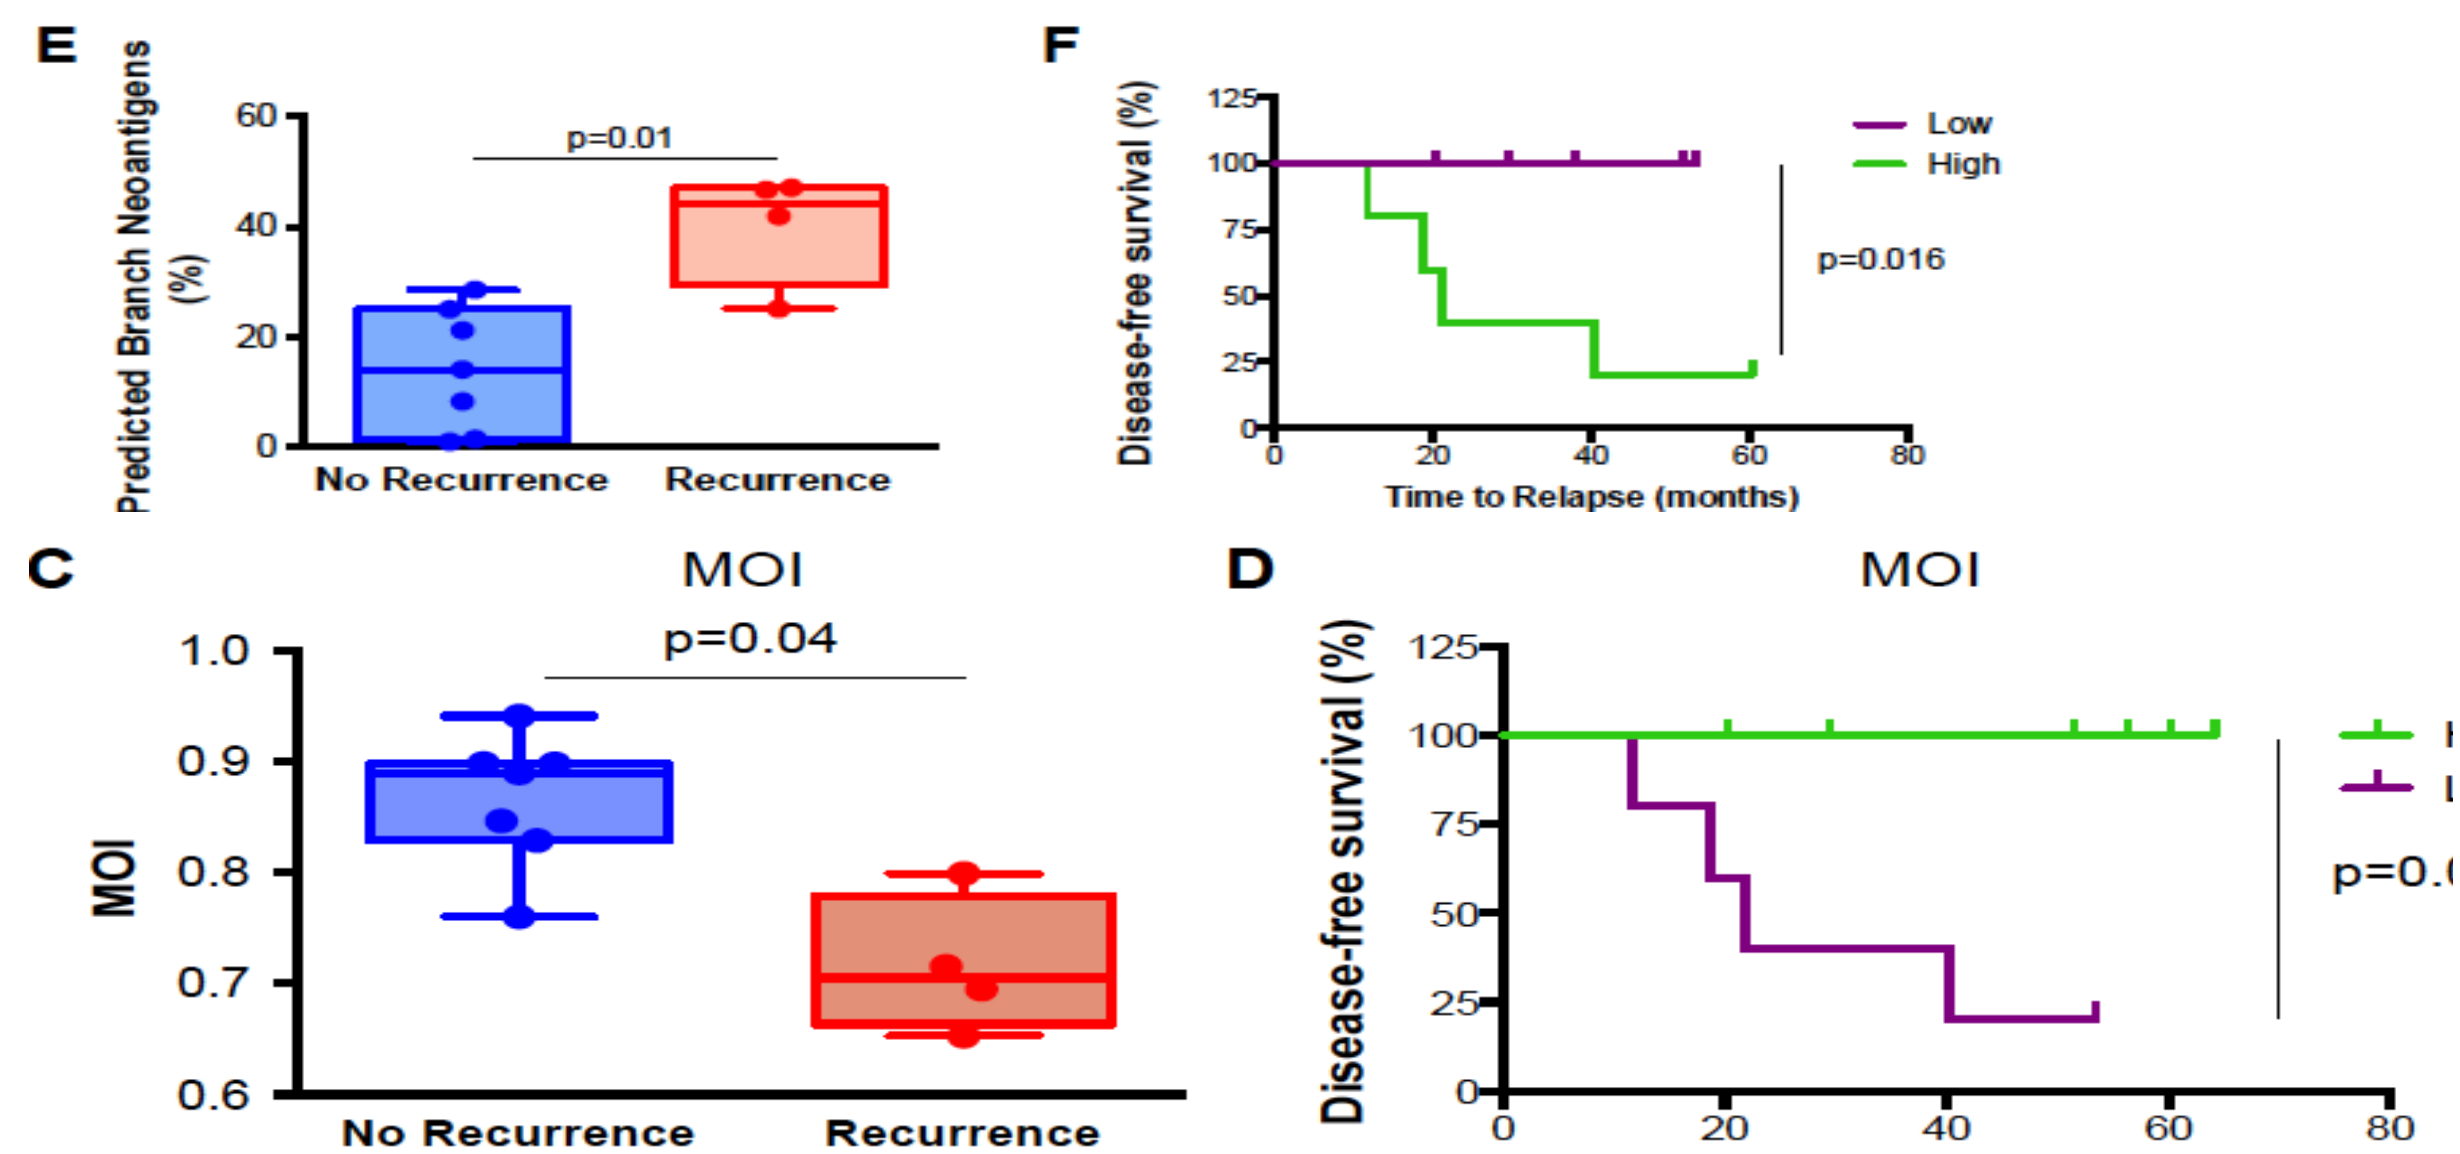 E
Predicted Branch Neoantigens
(%)
60
40
20
0
p=0.01
No Recurrence
Recurrence
F
Disease-free survival (%)
125
100
75
50
25
0
Low
High
p=0.016
0
20
40
60
80
Time to Relapse (months)
C
MOI
p=0.04
MOI
1.0
0.9
0.8
0.7
0.6
No Recurrence
Recurrence
D
MOI
Disease-free survival (%)
125
100
75
50
25
0
p=0.0
0
20
40
60
80